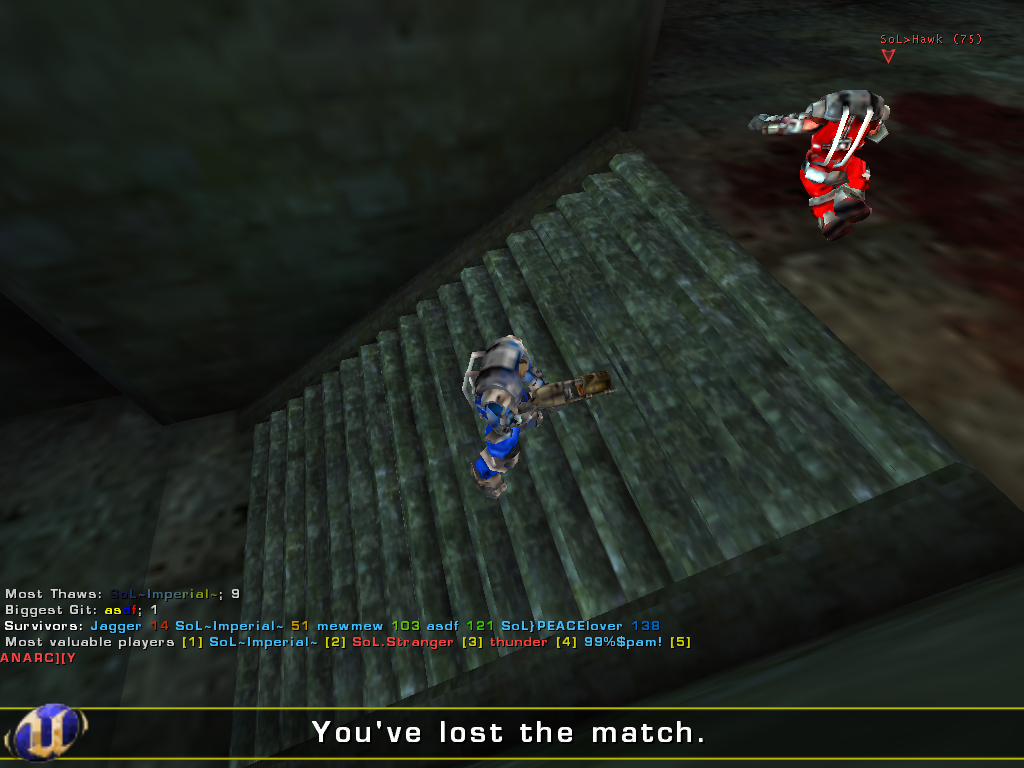 SoL>Hawk (75)
Most Thaws: SoL~Imperial~; 9
Biggest Git: asdf; 1
Survivors: Jagger 14 SoL~Imperial~ 51 mewmew 103 asdf 121 SoL}PEACElover 138
Most valuable players [1] SoL~Imperial~ [2] SoL.Stranger [3] thunder [4] 99%$pam! [5]
ANARC][Y
You've lost the match.